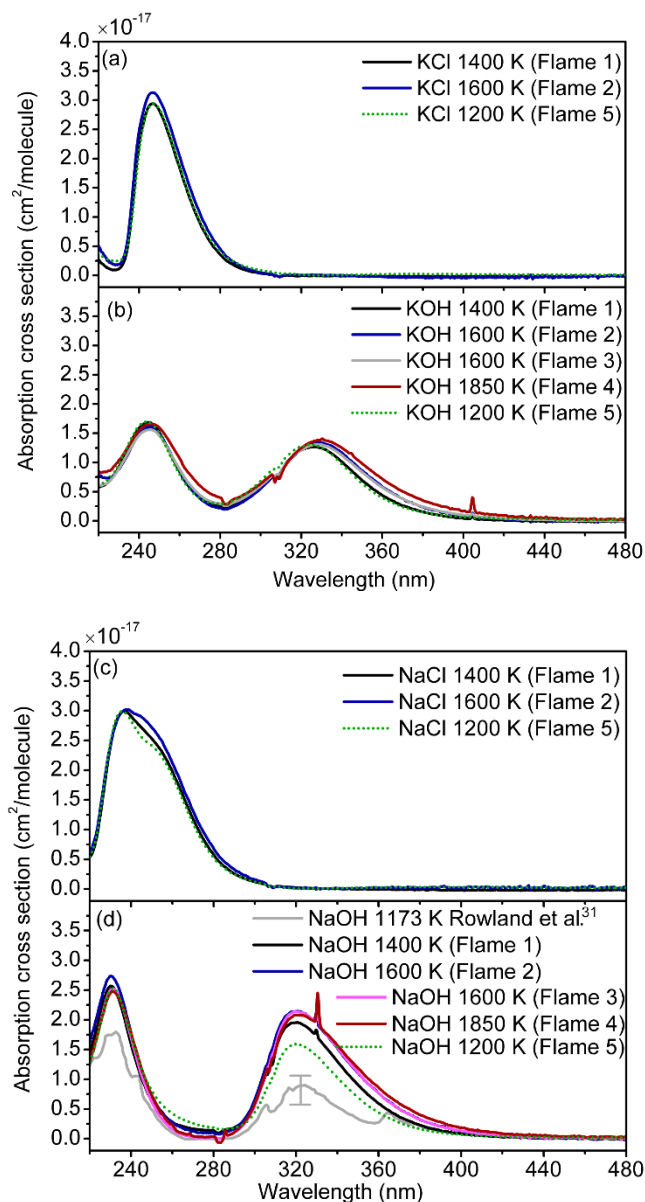 ×10⁻¹⁷
4.0
(a)
KCl 1400 K (Flame 1)
3.5
KCl 1600 K (Flame 2)
3.0
KCl 1200 K (Flame 5)
2.5
2.0
1.5
1.0
0.5
0.0
(b)
KOH 1400 K (Flame 1)
3.5
KOH 1600 K (Flame 2)
3.0
KOH 1600 K (Flame 3)
2.5
KOH 1850 K (Flame 4)
2.0
KOH 1200 K (Flame 5)
1.5
1.0
0.5
0.0
240 280 320 360 400 440 480
Wavelength (nm)
Absorption cross section (cm²/molecule)
×10⁻¹⁷
4.0
(c)
NaCl 1400 K (Flame 1)
3.5
NaCl 1600 K (Flame 2)
3.0
NaCl 1200 K (Flame 5)
2.5
2.0
1.5
1.0
0.5
0.0
(d)
NaOH 1173 K Rowland et al.³¹
3.5
NaOH 1400 K (Flame 1)
3.0
NaOH 1600 K (Flame 2)
2.5
NaOH 1600 K (Flame 3)
2.0
NaOH 1850 K (Flame 4)
1.5
NaOH 1200 K (Flame 5)
1.0
0.5
0.0
240 280 320 360 400 440 480
Wavelength (nm)
Absorption cross section (cm²/molecule)